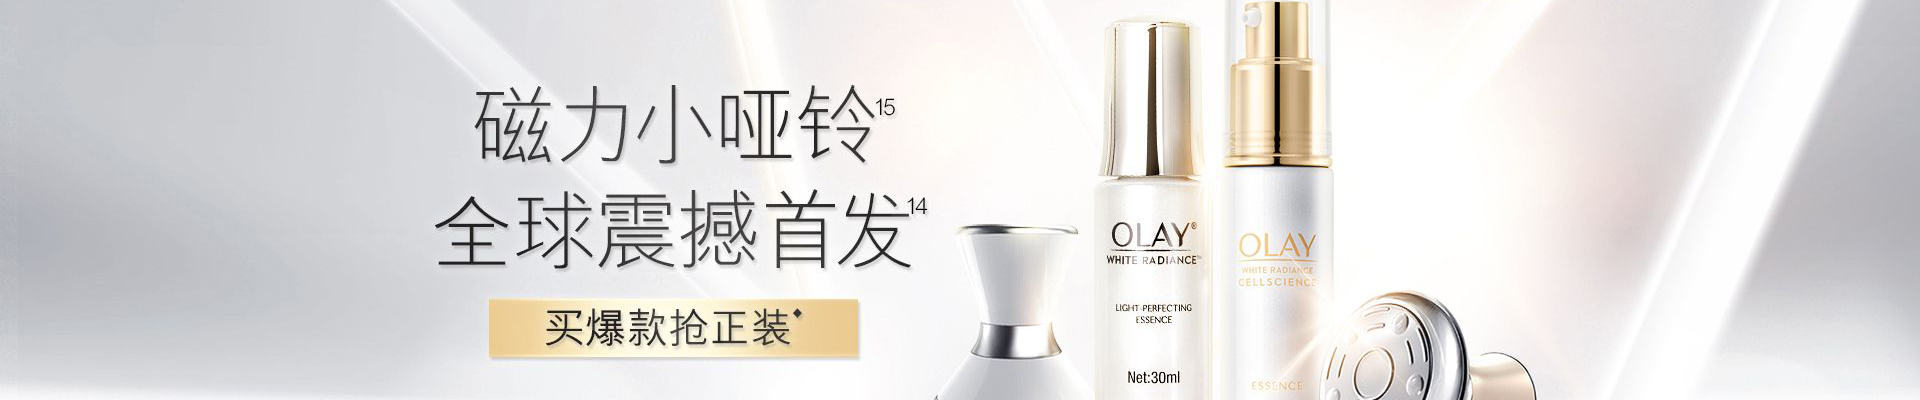 磁力小哑铃15
全球震撼首发14
买爆款抢正装◆
OLAY®
WHITE RADIANCE™
LIGHT-PERFECTING
ESSENCE
Net:30ml
OLAY
WHITE RADIANCE
CELLSCIENCE
ESSENCE